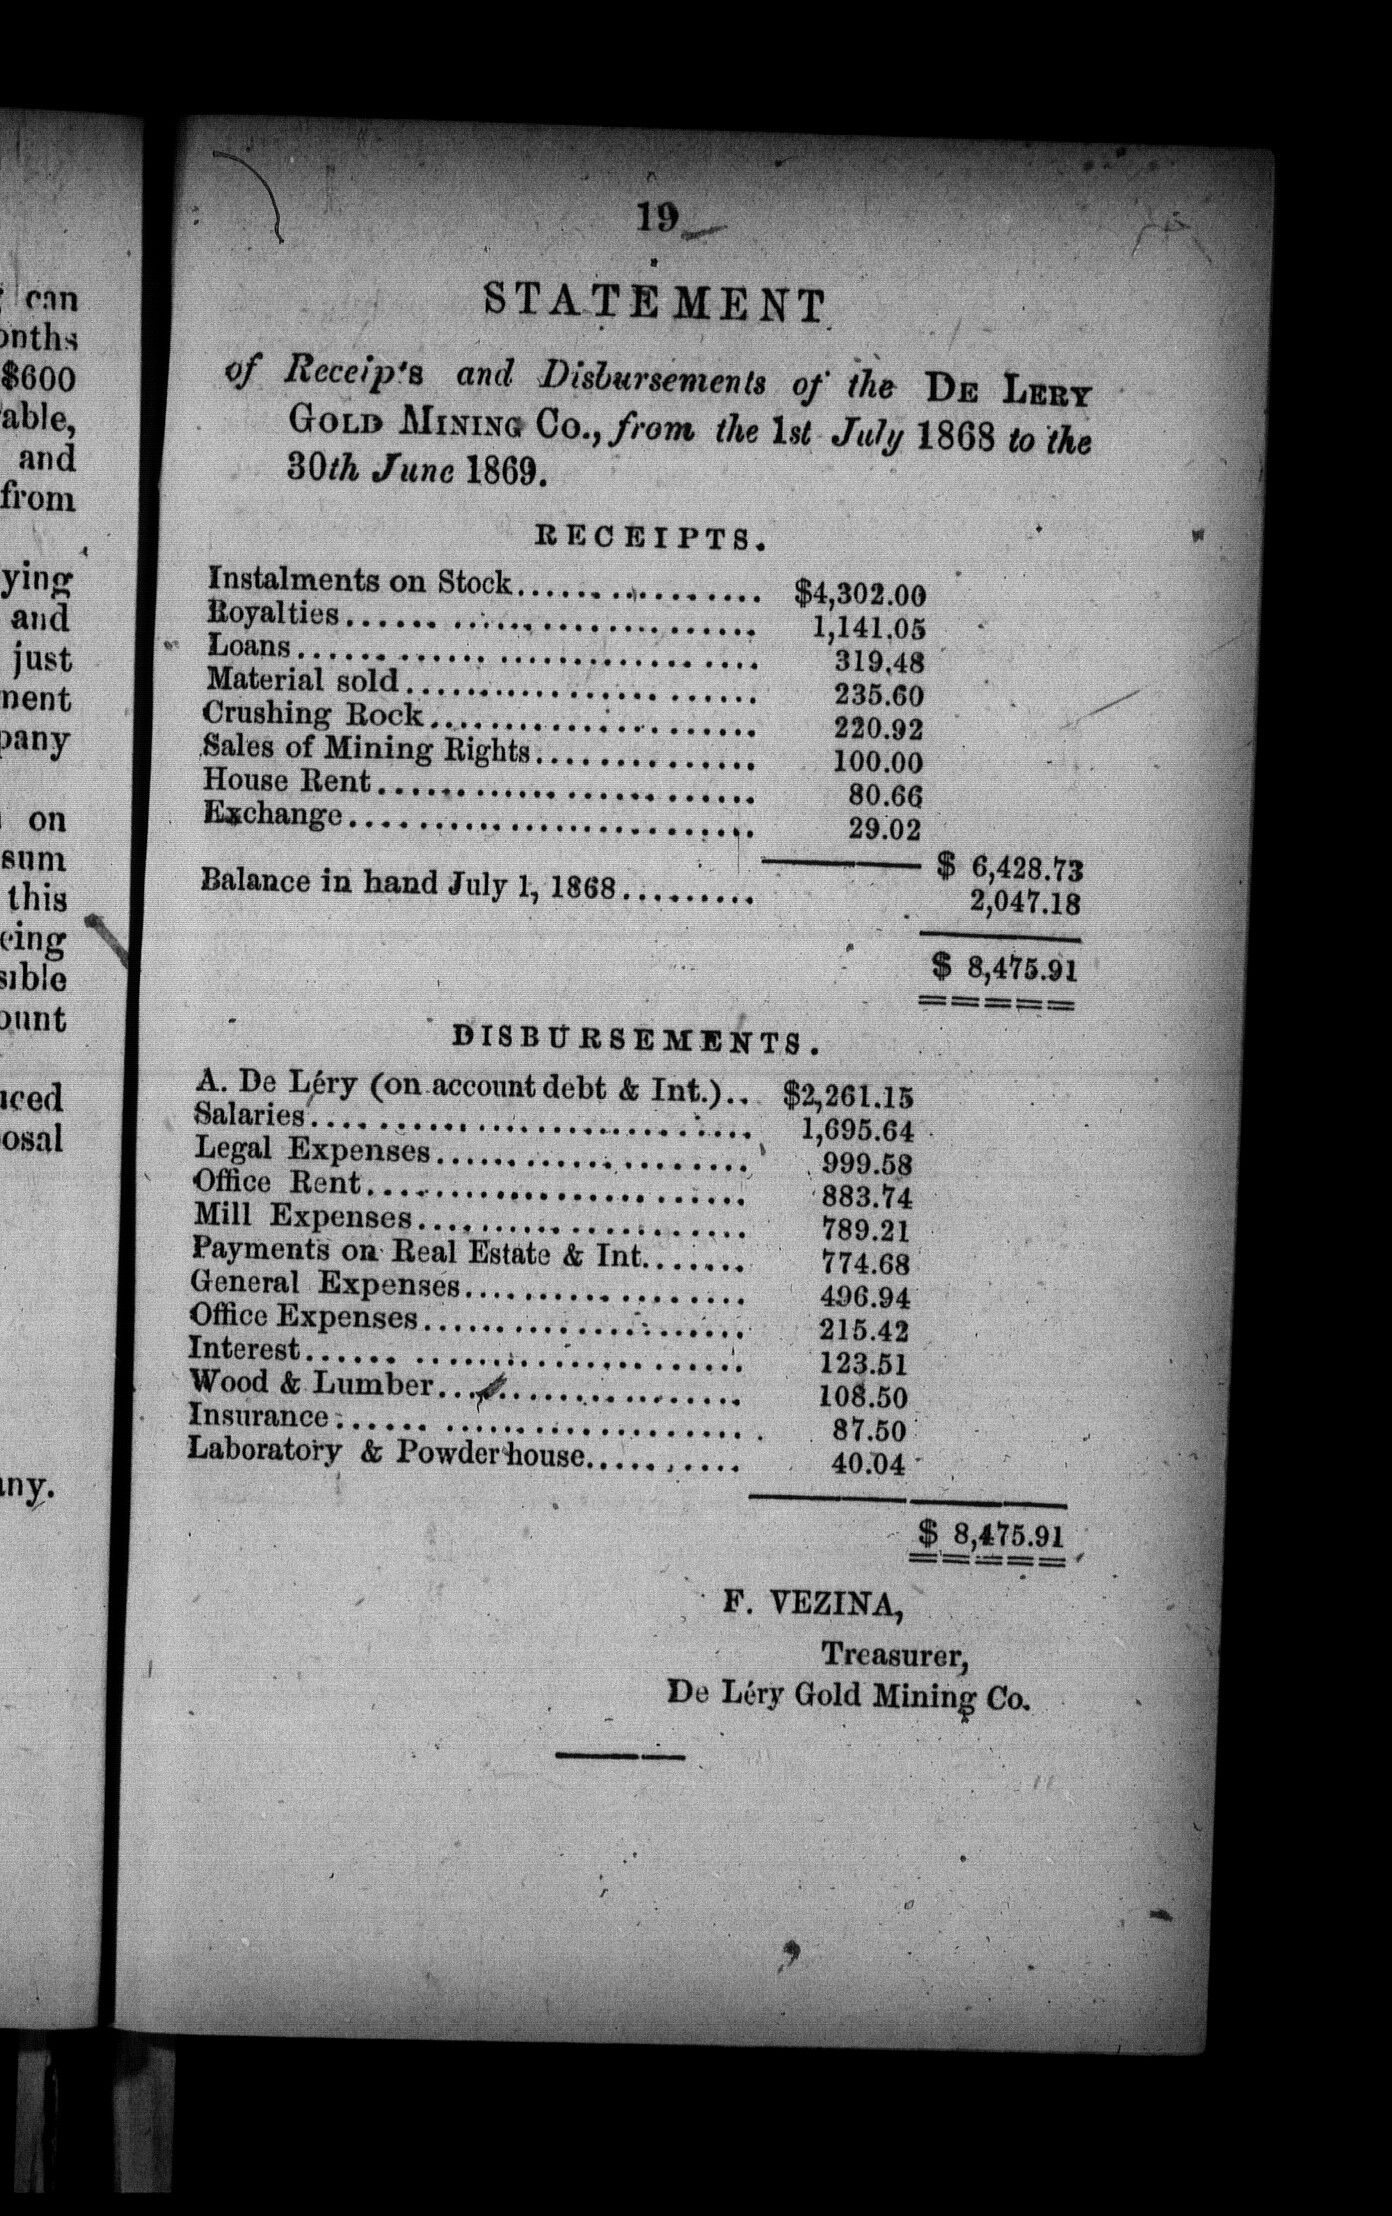 can
onths
$600
able,
and
from
ying
and
just
ment
pany
on
sum
this
eing
sible
ount
uced
osal
any.
19
STATEMENT
of Receip's and Disbursements of the DE LERY
GOLD MINING CO., from the 1st July 1868 to the
30th June 1869.
RECEIPTS.
Instalments on Stock................ $4,302.00
Royalties........................... 1,141.05
Loans............................... 319.48
Material sold....................... 235.60
Crushing Rock...................... 220.92
Sales of Mining Rights.............. 100.00
House Rent......................... 80.66
Exchange........................... 29.02
$ 6,428.73
Balance in hand July 1, 1868......... 2,047.18
$ 8,475.91
DISBURSEMENTS.
A. De Léry (on account debt & Int.).. $2,261.15
Salaries............................ 1,695.64
Legal Expenses.................... 999.58
Office Rent........................ 883.74
Mill Expenses..................... 789.21
Payments on Real Estate & Int....... 774.68
General Expenses.................. 496.94
Office Expenses..................... 215.42
Interest............................ 123.51
Wood & Lumber.................... 108.50
Insurance.......................... 87.50
Laboratory & Powderhouse.......... 40.04
$ 8,475.91
F. VEZINA,
Treasurer,
De Léry Gold Mining Co.